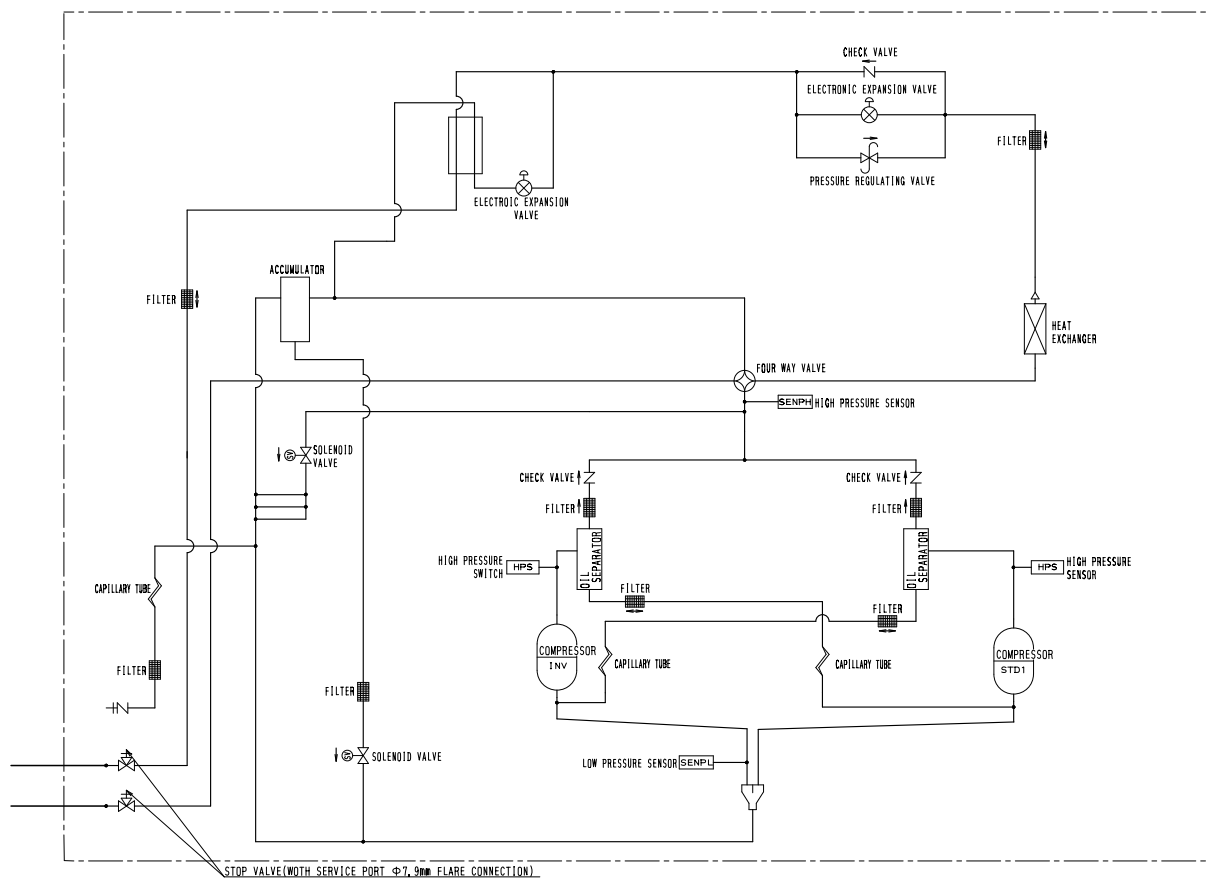 CHECK VALVE
ELECTRONIC EXPANSION VALVE
FILTER
PRESSURE REGULATING VALVE
ELECTROIC EXPANSION
VALVE
ACCUMULATOR
FILTER
HEAT
EXCHANGER
FOUR WAY VALVE
SENPH HIGH PRESSURE SENSOR
SV
SOLENOID
VALVE
CHECK VALVE
CHECK VALVE
FILTER
FILTER
OIL
SEPARATOR
OIL
SEPARATOR
HIGH PRESSURE
SWITCH
HPS
HPS
HIGH PRESSURE
SENSOR
CAPILLARY TUBE
FILTER
FILTER
COMPRESSOR
INV
CAPILLARY TUBE
CAPILLARY TUBE
COMPRESSOR
STD1
FILTER
FILTER
SV
SOLENOID VALVE
LOW PRESSURE SENSOR SENPL
STOP VALVE(WOTH SERVICE PORT Φ7.9mm FLARE CONNECTION)